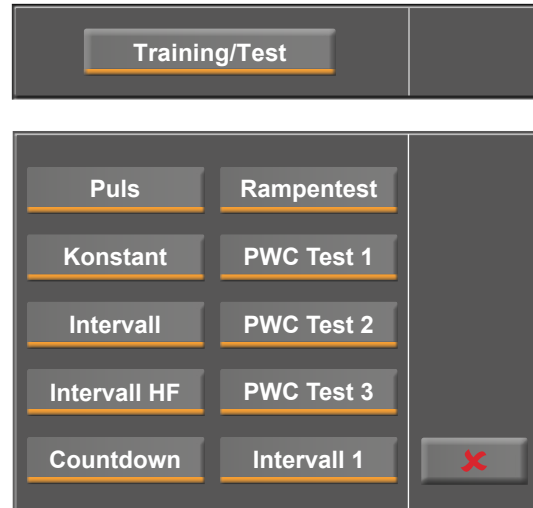 Training/Test
Puls Rampentest
Konstant PWC Test 1
Intervall PWC Test 2
Intervall HF PWC Test 3
Countdown Intervall 1